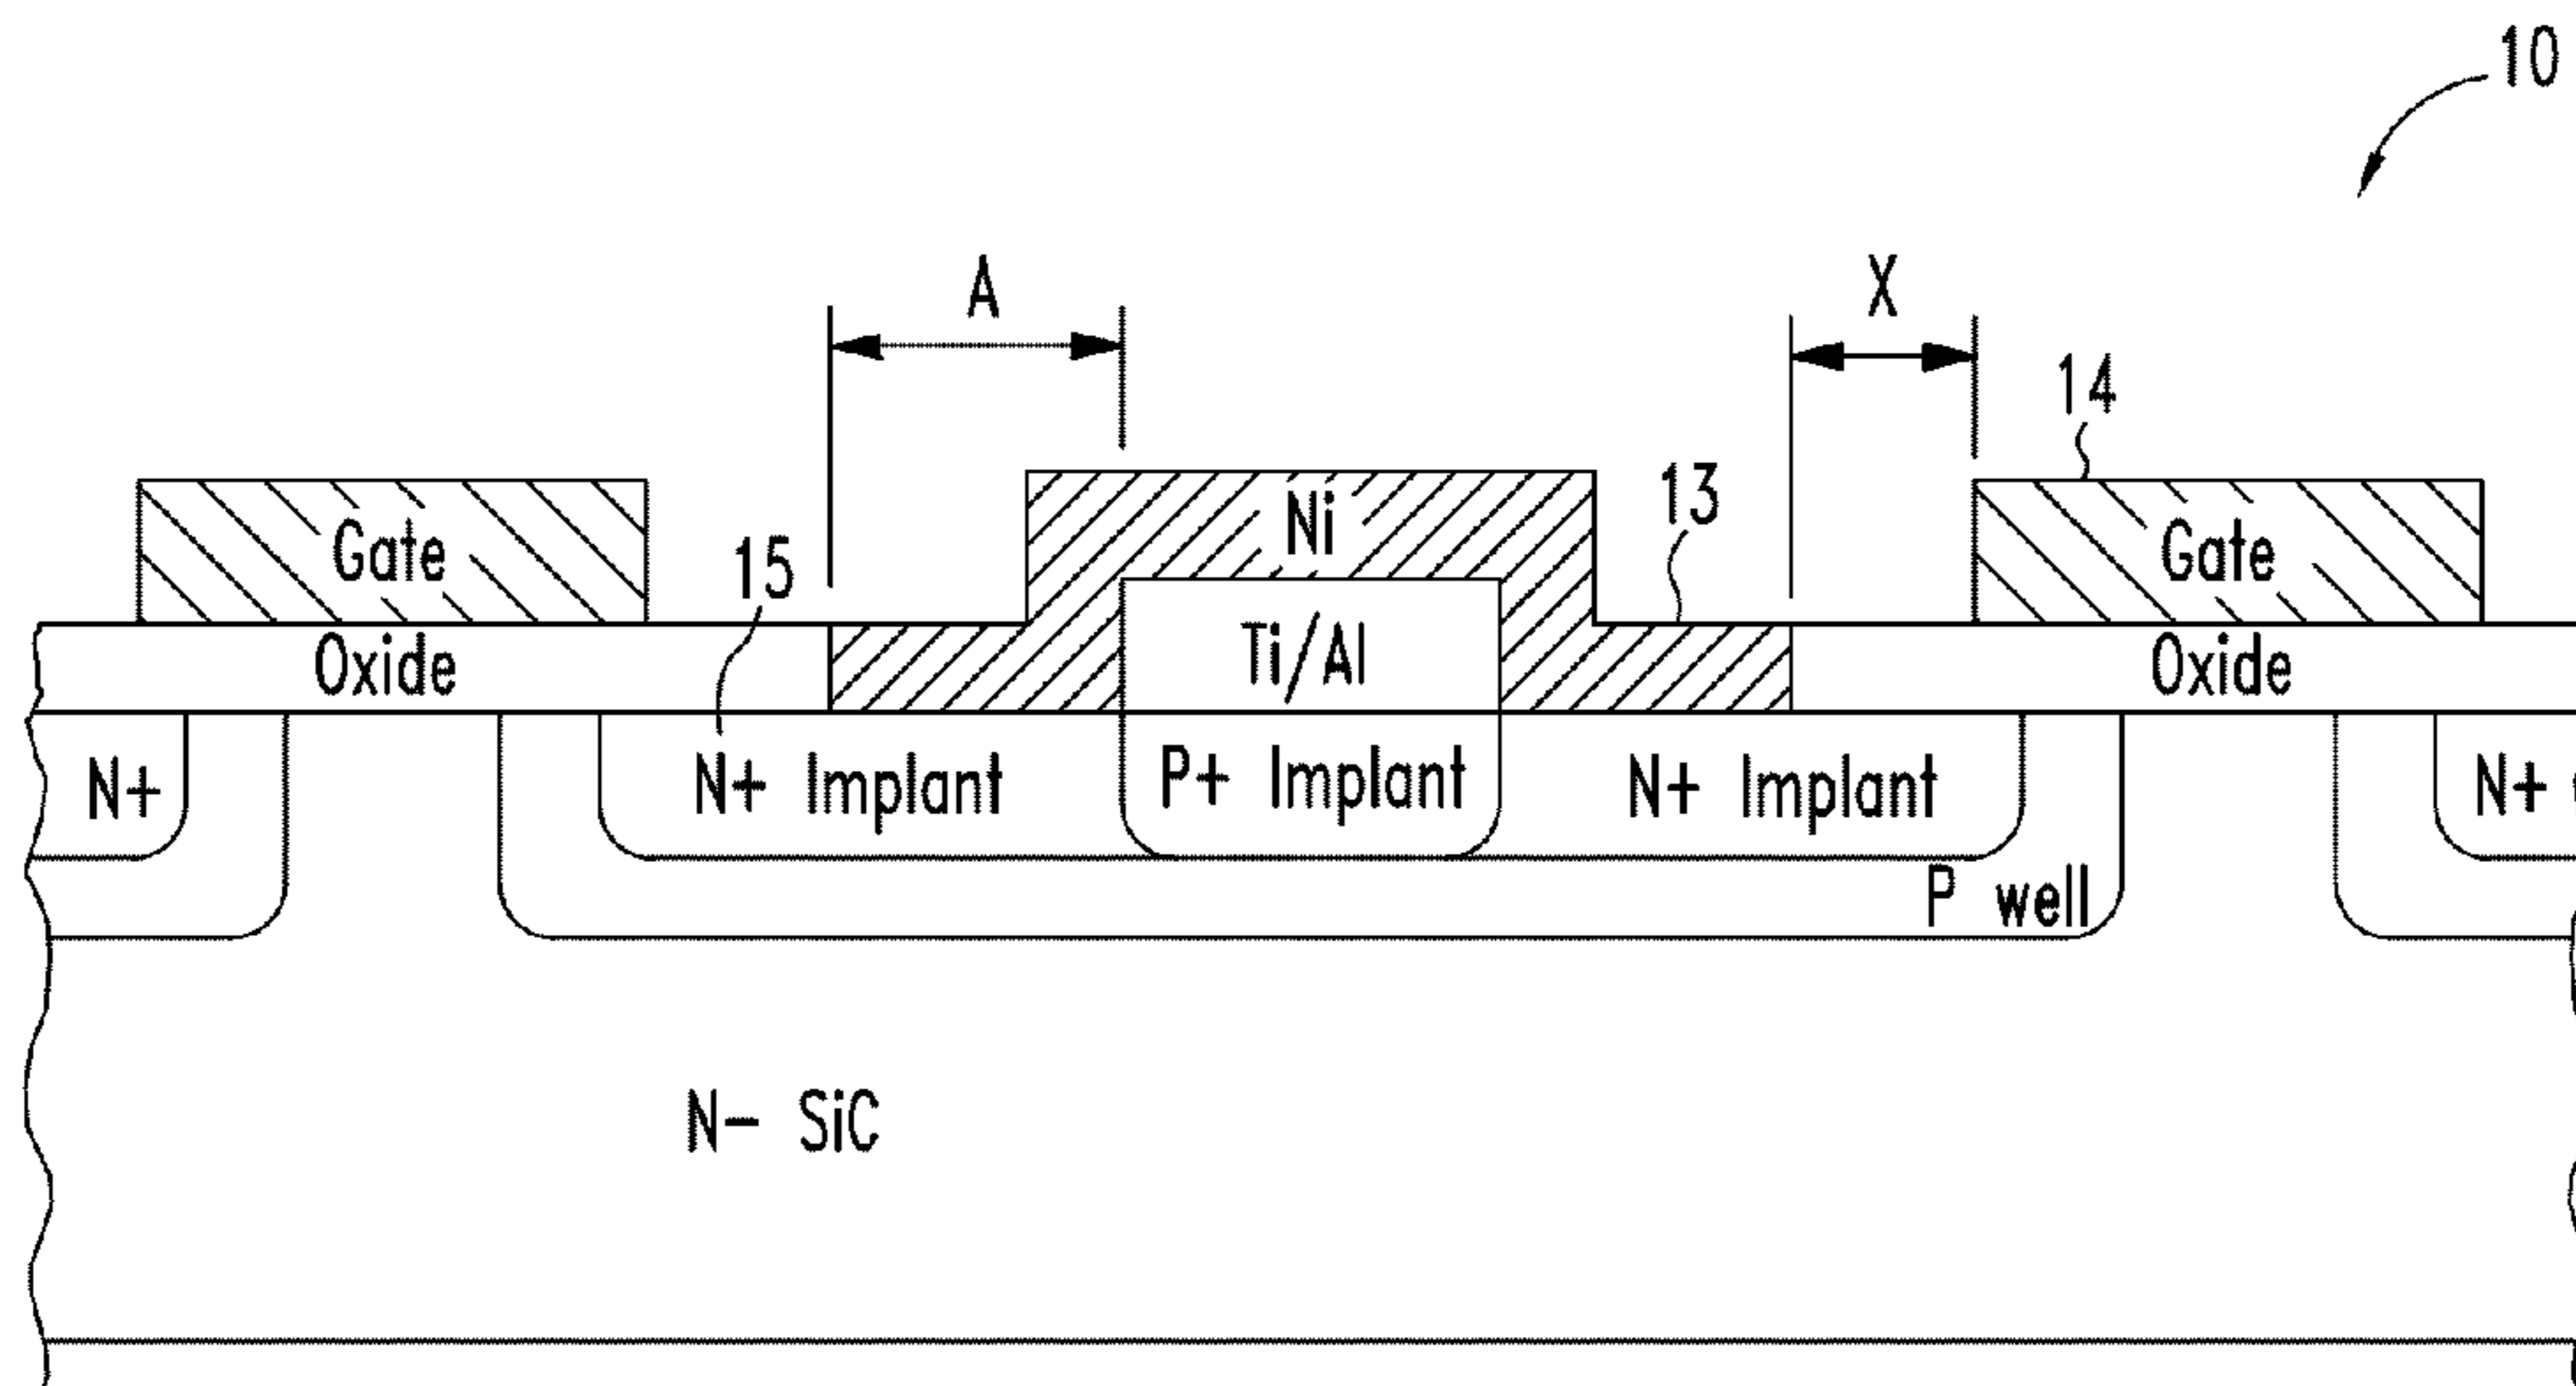 10
A
X
14
Ni
13
Gate
15
Gate
Oxide
Ti/Al
Oxide
N+
N+ Implant
P+ Implant
N+ Implant
N+
P well
N- SiC